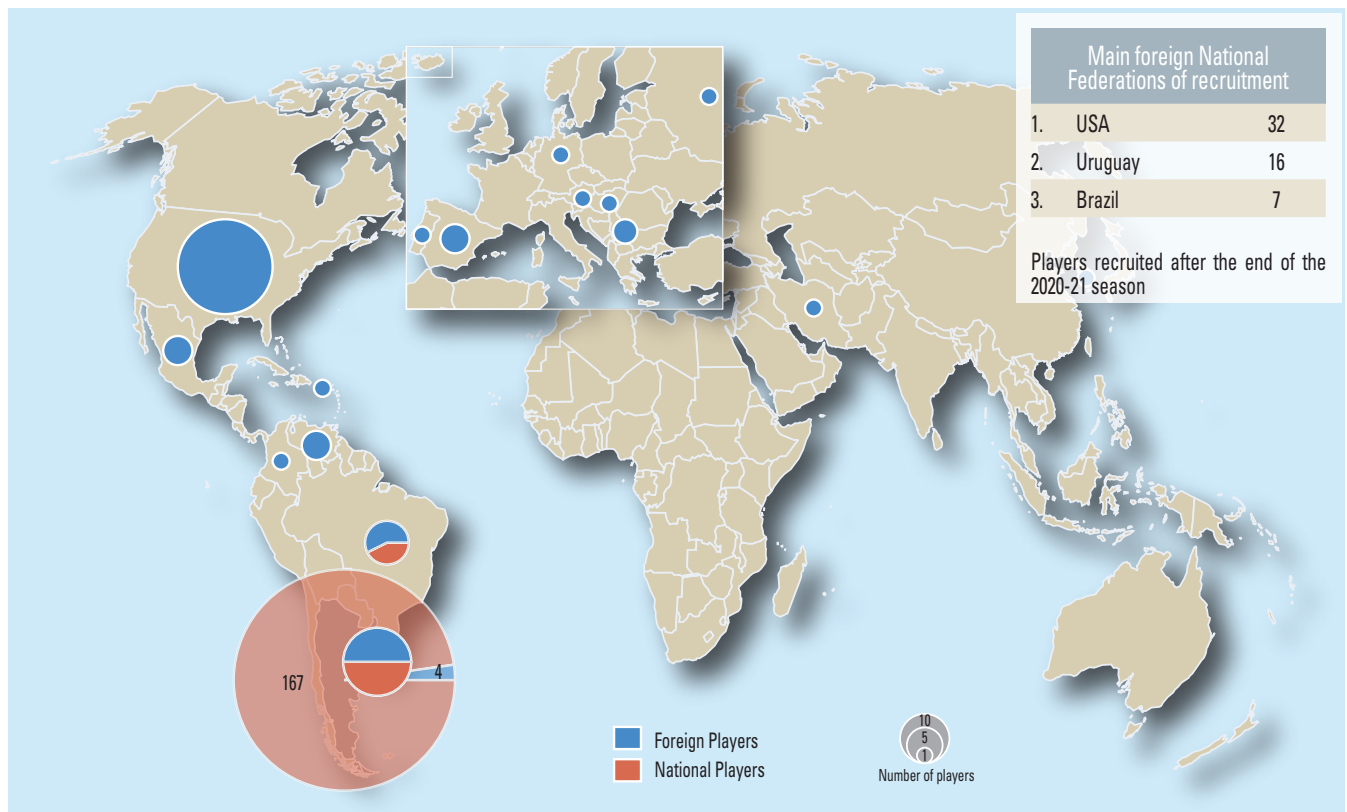 Main foreign National
Federations of recruitment
1. USA 32
2. Uruguay 16
3. Brazil 7
Players recruited after the end of the
2020-21 season
167
4
Foreign Players
National Players
10
5
1
Number of players